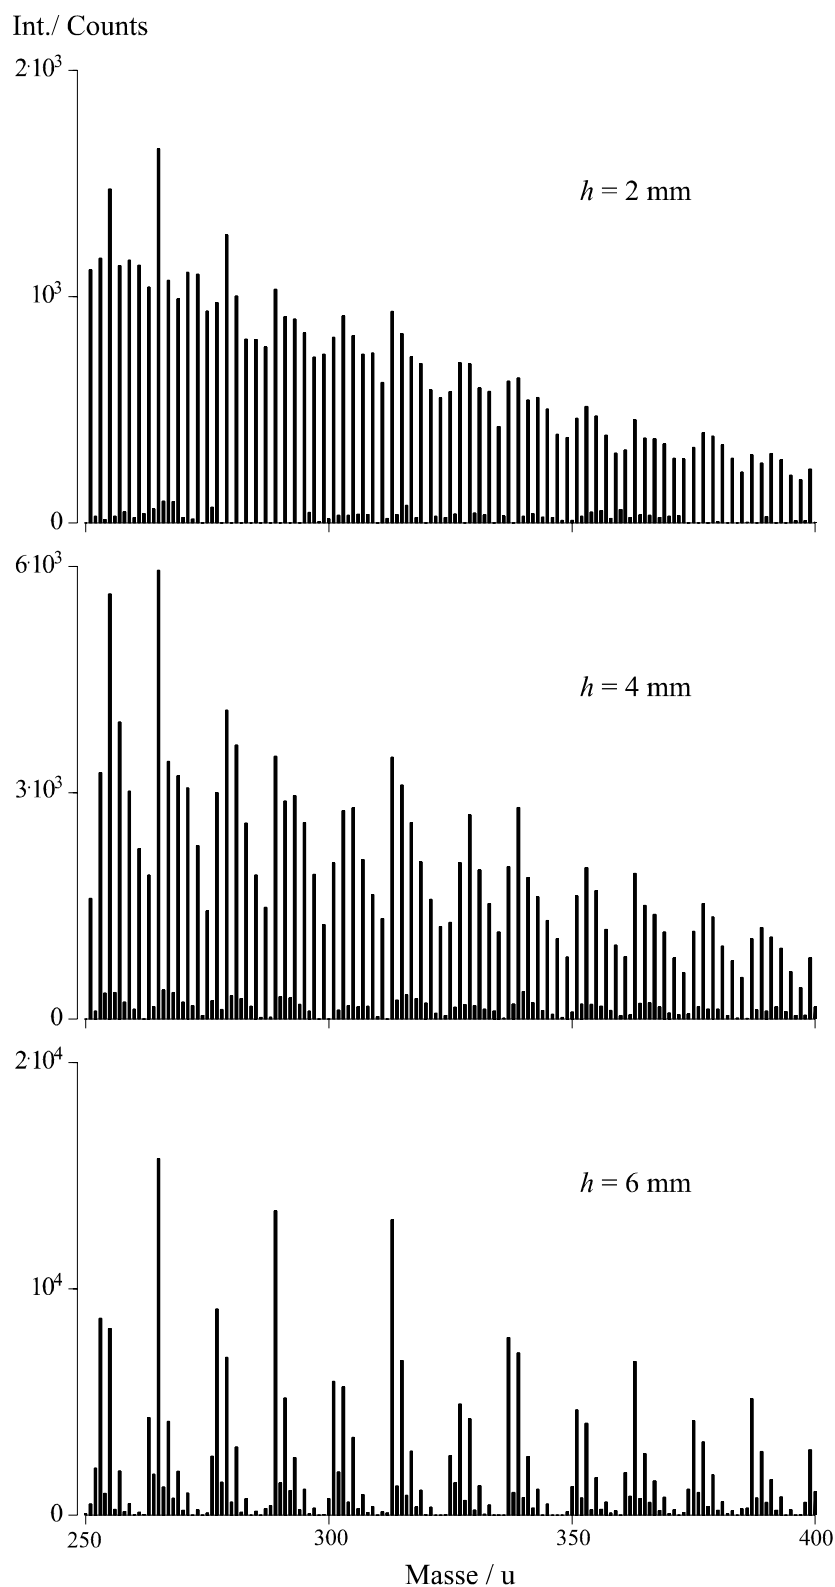 Int./ Counts
2·10³
h = 2 mm
10³
0
6·10³
h = 4 mm
3·10³
0
2·10⁴
h = 6 mm
10⁴
0
250 300 350 400
Masse / u